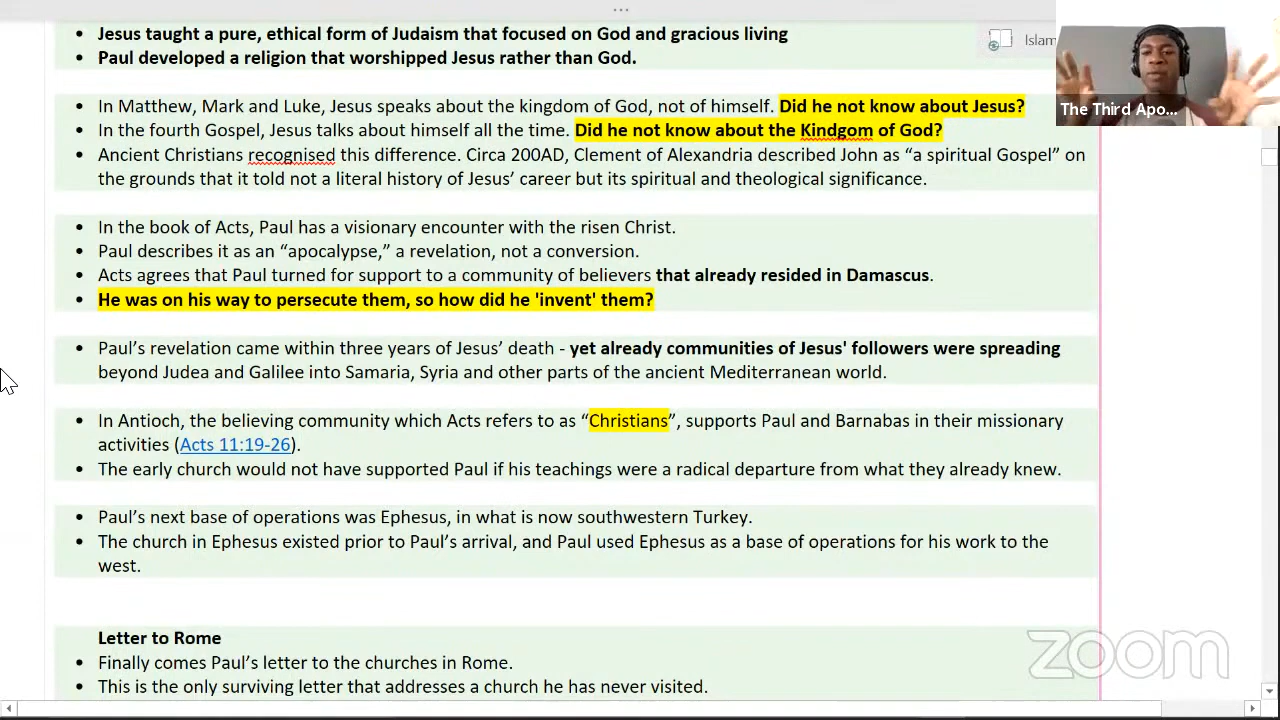 Jesus taught a pure, ethical form of Judaism that focused on God and gracious living
Paul developed a religion that worshipped Jesus rather than God.
Islam
The Third Apo...
In Matthew, Mark and Luke, Jesus speaks about the kingdom of God, not of himself. Did he not know about Jesus?
In the fourth Gospel, Jesus talks about himself all the time. Did he not know about the Kindgom of God?
Ancient Christians recognised this difference. Circa 200AD, Clement of Alexandria described John as “a spiritual Gospel” on
the grounds that it told not a literal history of Jesus’ career but its spiritual and theological significance.
In the book of Acts, Paul has a visionary encounter with the risen Christ.
Paul describes it as an “apocalypse,” a revelation, not a conversion.
Acts agrees that Paul turned for support to a community of believers that already resided in Damascus.
He was on his way to persecute them, so how did he 'invent' them?
Paul’s revelation came within three years of Jesus’ death - yet already communities of Jesus' followers were spreading
beyond Judea and Galilee into Samaria, Syria and other parts of the ancient Mediterranean world.
In Antioch, the believing community which Acts refers to as “Christians”, supports Paul and Barnabas in their missionary
activities (Acts 11:19-26).
The early church would not have supported Paul if his teachings were a radical departure from what they already knew.
Paul’s next base of operations was Ephesus, in what is now southwestern Turkey.
The church in Ephesus existed prior to Paul’s arrival, and Paul used Ephesus as a base of operations for his work to the
west.
Letter to Rome
Finally comes Paul’s letter to the churches in Rome.
This is the only surviving letter that addresses a church he has never visited.
zoom